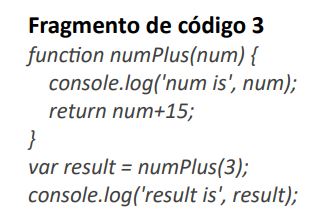 Fragmento de código 3
function numPlus(num) {
console.log('num is', num);
return num+15;
}
var result = numPlus(3);
console.log('result is', result);